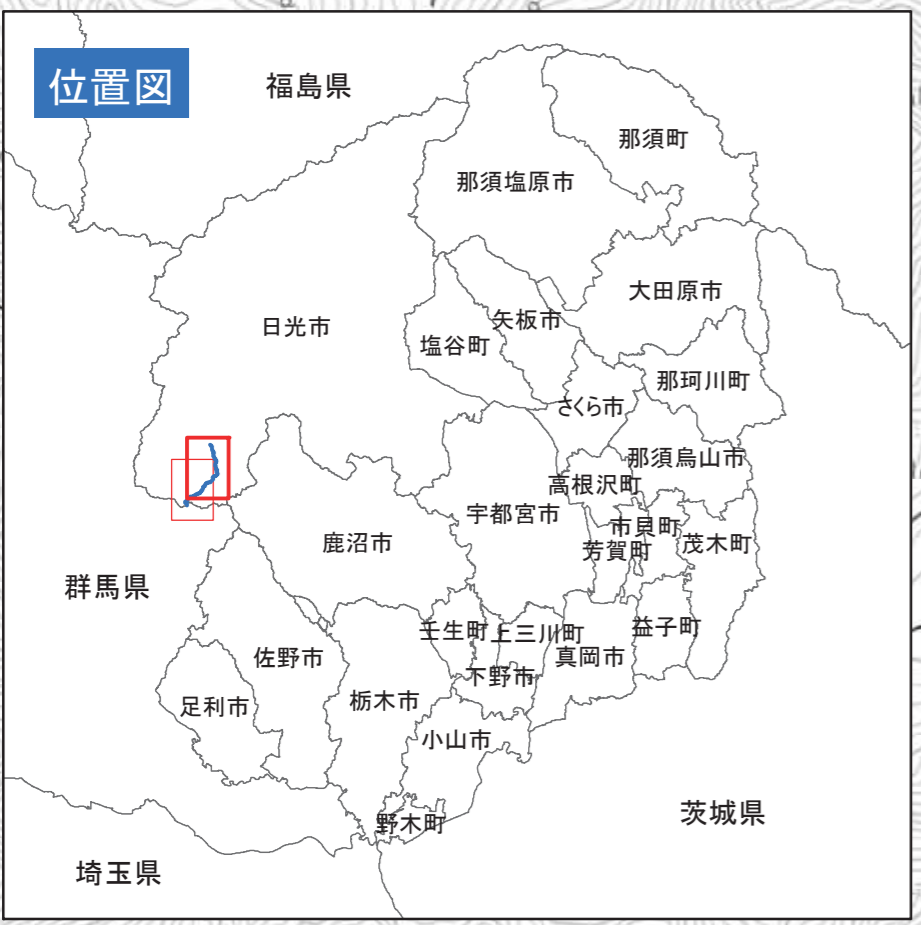 位置図
福島県
那須町
那須塩原市
大田原市
日光市
矢板市
塩谷町
那珂川町
さくら市
那須烏山市
高根沢町
宇都宮市
市貝町
鹿沼市
芳賀町
茂木町
群馬県
壬生町
上三川町
益子町
佐野市
真岡市
下野市
足利市
栃木市
小山市
茨城県
野木町
埼玉県